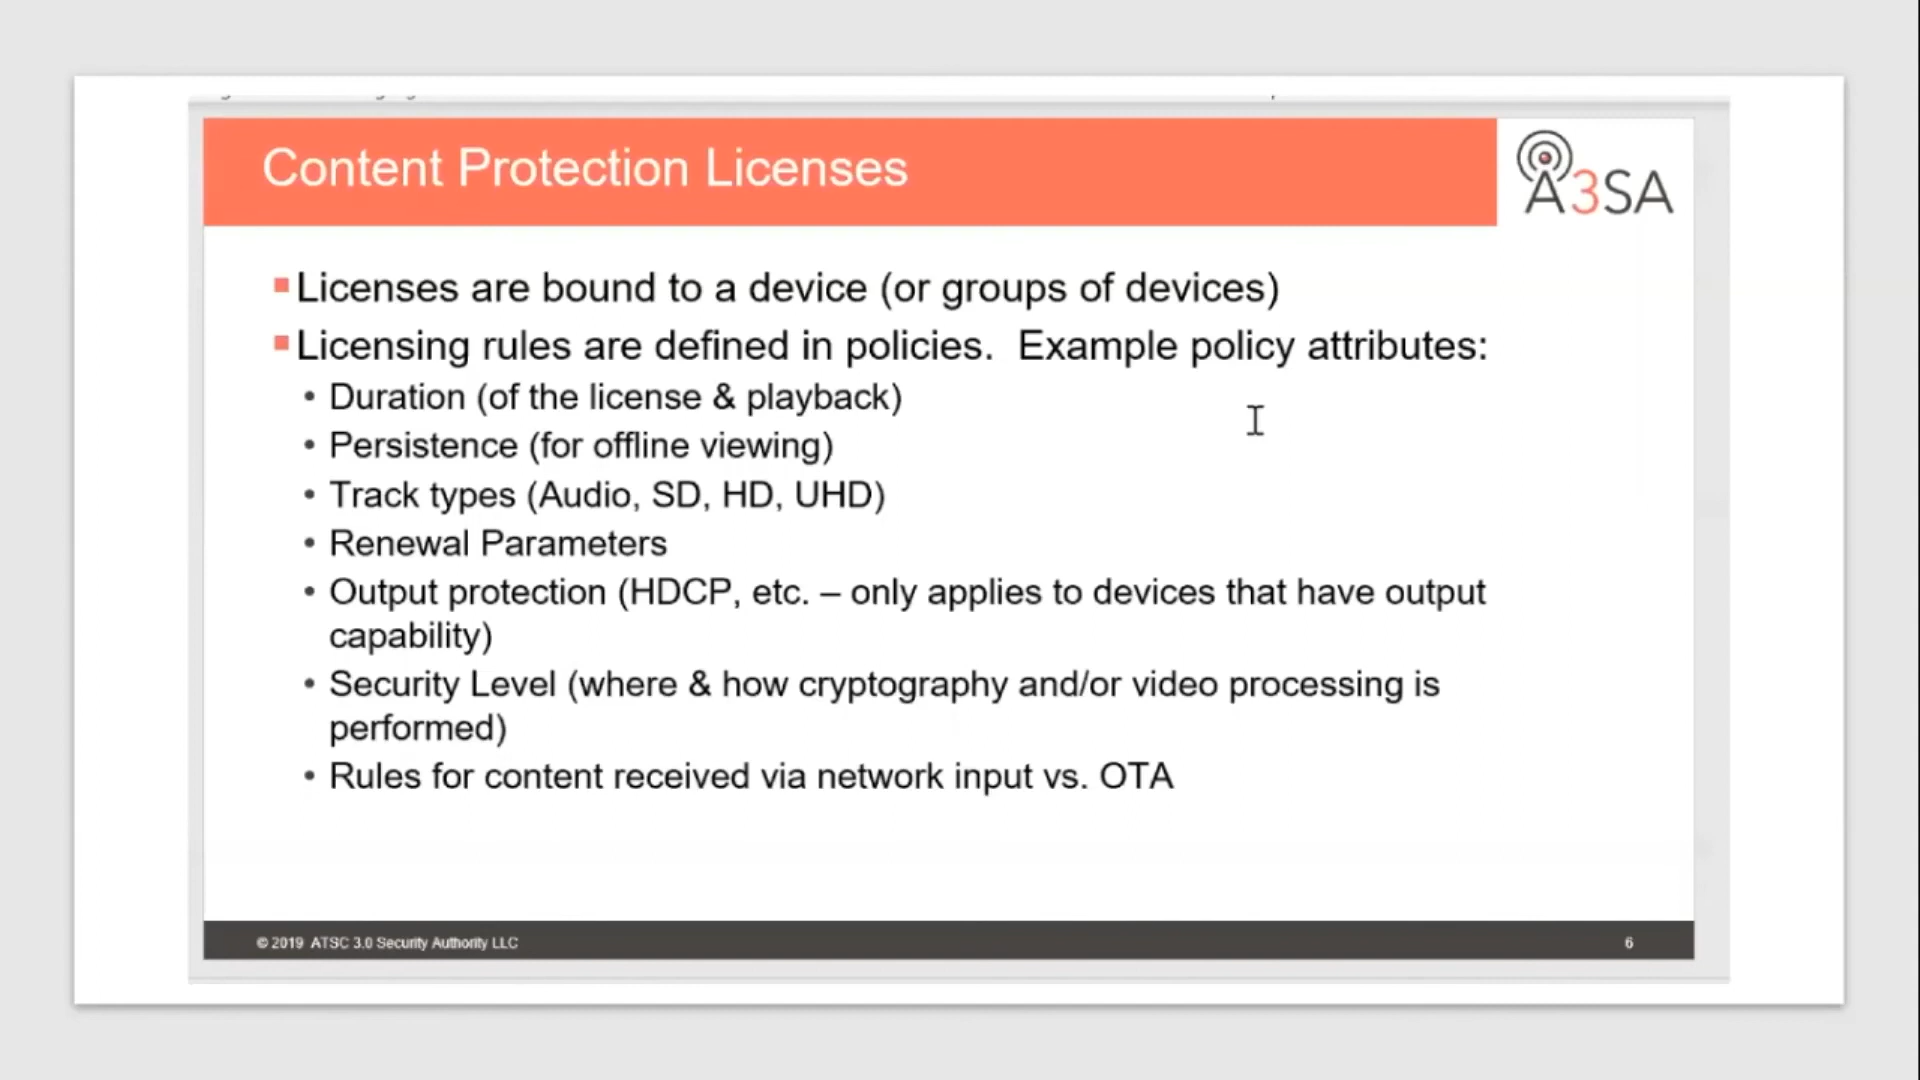 Content Protection Licenses
A3SA
Licenses are bound to a device (or groups of devices)
Licensing rules are defined in policies.  Example policy attributes:
• Duration (of the license & playback)
• Persistence (for offline viewing)
• Track types (Audio, SD, HD, UHD)
• Renewal Parameters
• Output protection (HDCP, etc. – only applies to devices that have output
capability)
• Security Level (where & how cryptography and/or video processing is
performed)
• Rules for content received via network input vs. OTA
© 2019  ATSC 3.0 Security Authority LLC
6